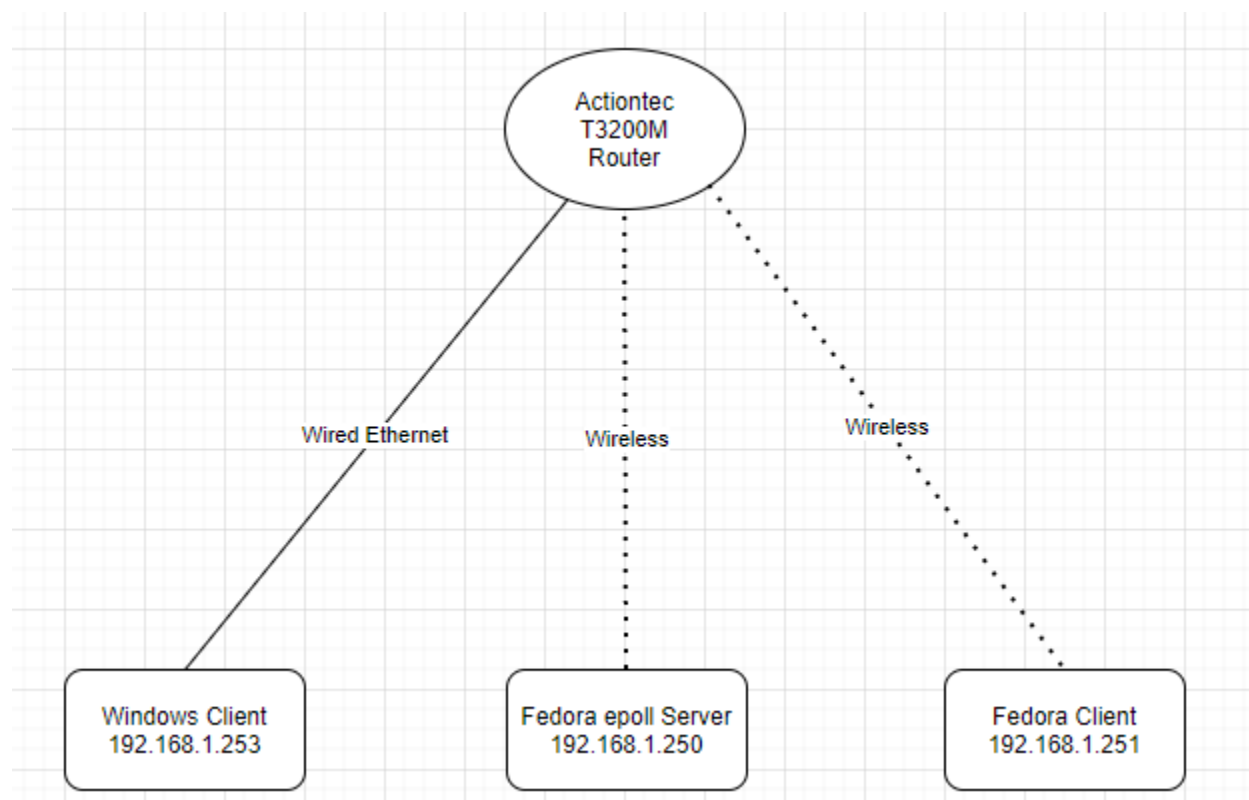 Actiontec
T3200M
Router
Wired Ethernet
Wireless
Wireless
Windows Client
192.168.1.253
Fedora epoll Server
192.168.1.250
Fedora Client
192.168.1.251